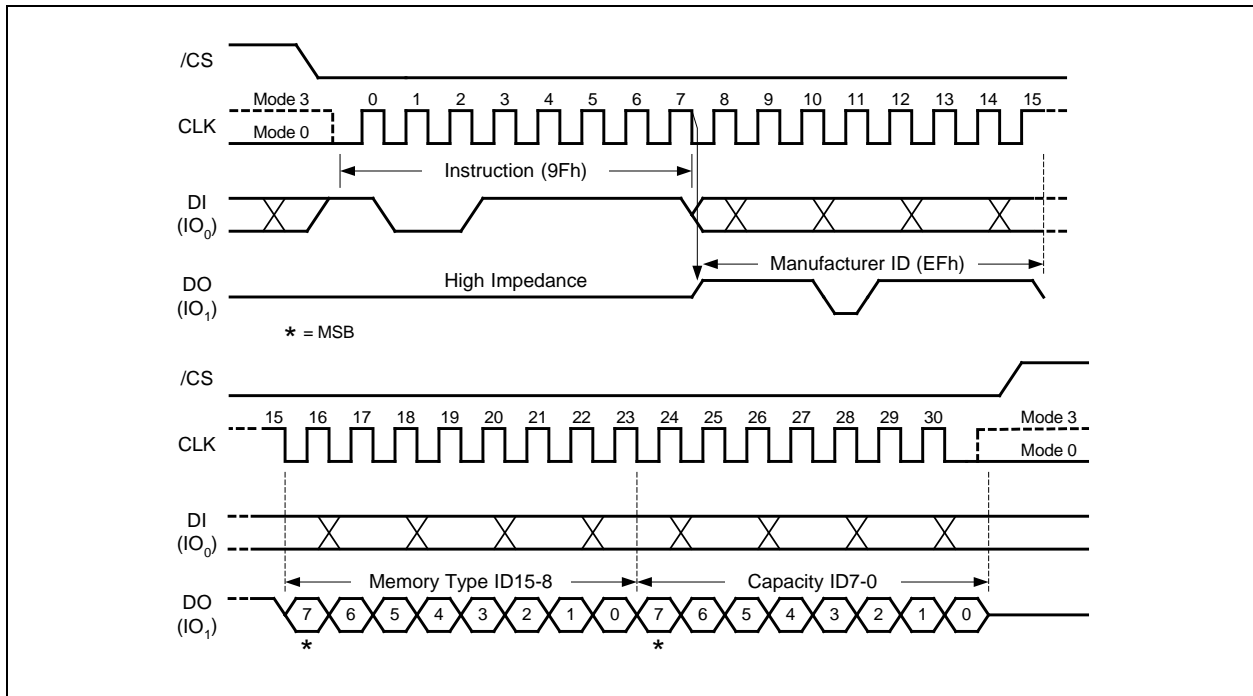 /CS
Mode 3 0 1 2 3 4 5 6 7 8 9 10 11 12 13 14 15
CLK
Mode 0
Instruction (9Fh)
DI
(IO0)
Manufacturer ID (EFh)
DO High Impedance
(IO1)
* = MSB
/CS
15 16 17 18 19 20 21 22 23 24 25 26 27 28 29 30 Mode 3
CLK
Mode 0
DI
(IO0)
Memory Type ID15-8 Capacity ID7-0
DO 7 6 5 4 3 2 1 0 7 6 5 4 3 2 1 0
(IO1)
* *